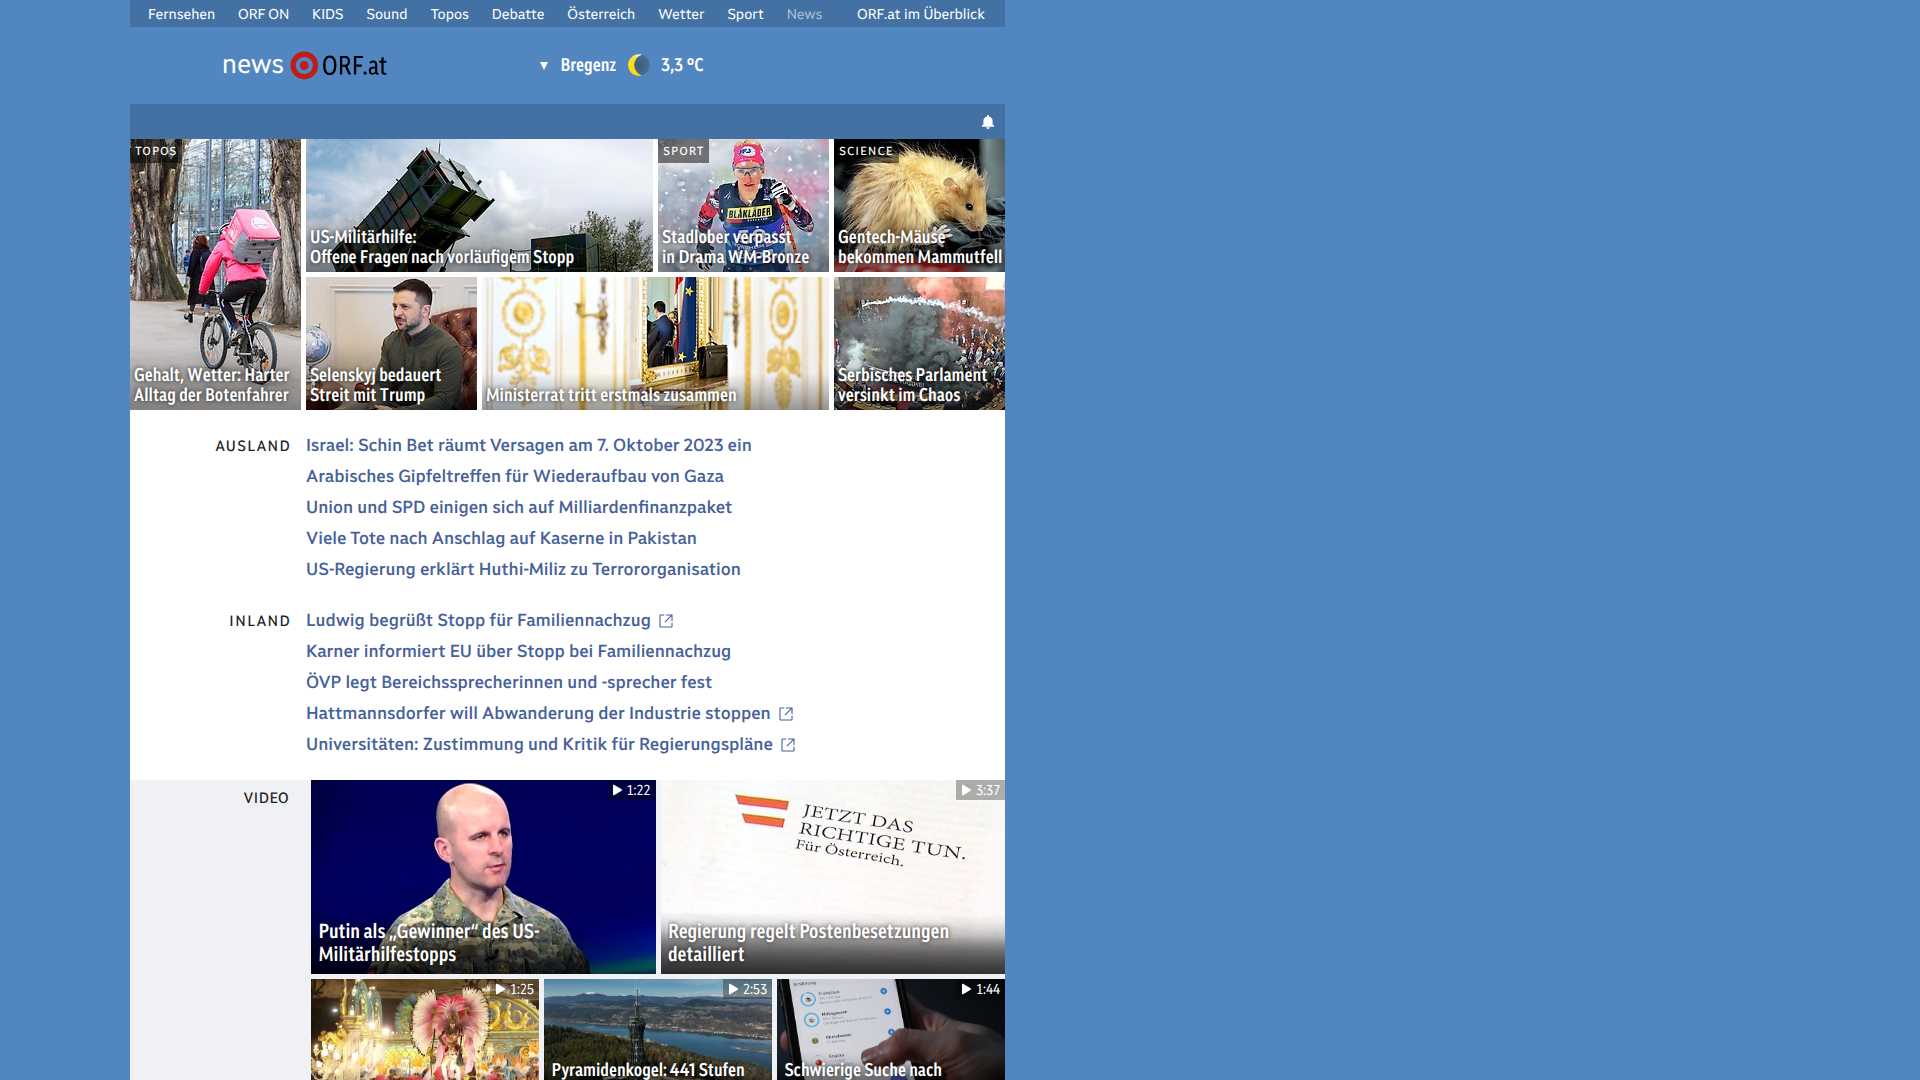 Fernsehen ORF ON KIDS Sound Topos Debatte Österreich Wetter Sport News ORF.at im Überblick
news ORF.at
Bregenz 3,3 °C
TOPOS
Gehalt, Wetter: Harter
Alltag der Botenfahrer
US-Militärhilfe:
Offene Fragen nach vorläufigem Stopp
SPORT
BLÅKLÄDER
Stadlober verpasst
in Drama WM-Bronze
SCIENCE
Gentech-Mäuse
bekommen Mammutfell
Selenskyj bedauert
Streit mit Trump
Ministerrat tritt erstmals zusammen
Serbisches Parlament
versinkt im Chaos
AUSLAND
Israel: Schin Bet räumt Versagen am 7. Oktober 2023 ein
Arabisches Gipfeltreffen für Wiederaufbau von Gaza
Union und SPD einigen sich auf Milliardenfinanzpaket
Viele Tote nach Anschlag auf Kaserne in Pakistan
US-Regierung erklärt Huthi-Miliz zu Terrororganisation
INLAND
Ludwig begrüßt Stopp für Familiennachzug
Karner informiert EU über Stopp bei Familiennachzug
ÖVP legt Bereichssprecherinnen und -sprecher fest
Hattmannsdorfer will Abwanderung der Industrie stoppen
Universitäten: Zustimmung und Kritik für Regierungspläne
VIDEO
1:22
Putin als „Gewinner“ des US-
Militärhilfestopps
3:37
JETZT DAS
RICHTIGE TUN.
Für Österreich.
Regierung regelt Postenbesetzungen
detailliert
1:25
2:53
Pyramidenkogel: 441 Stufen
1:44
Schwierige Suche nach